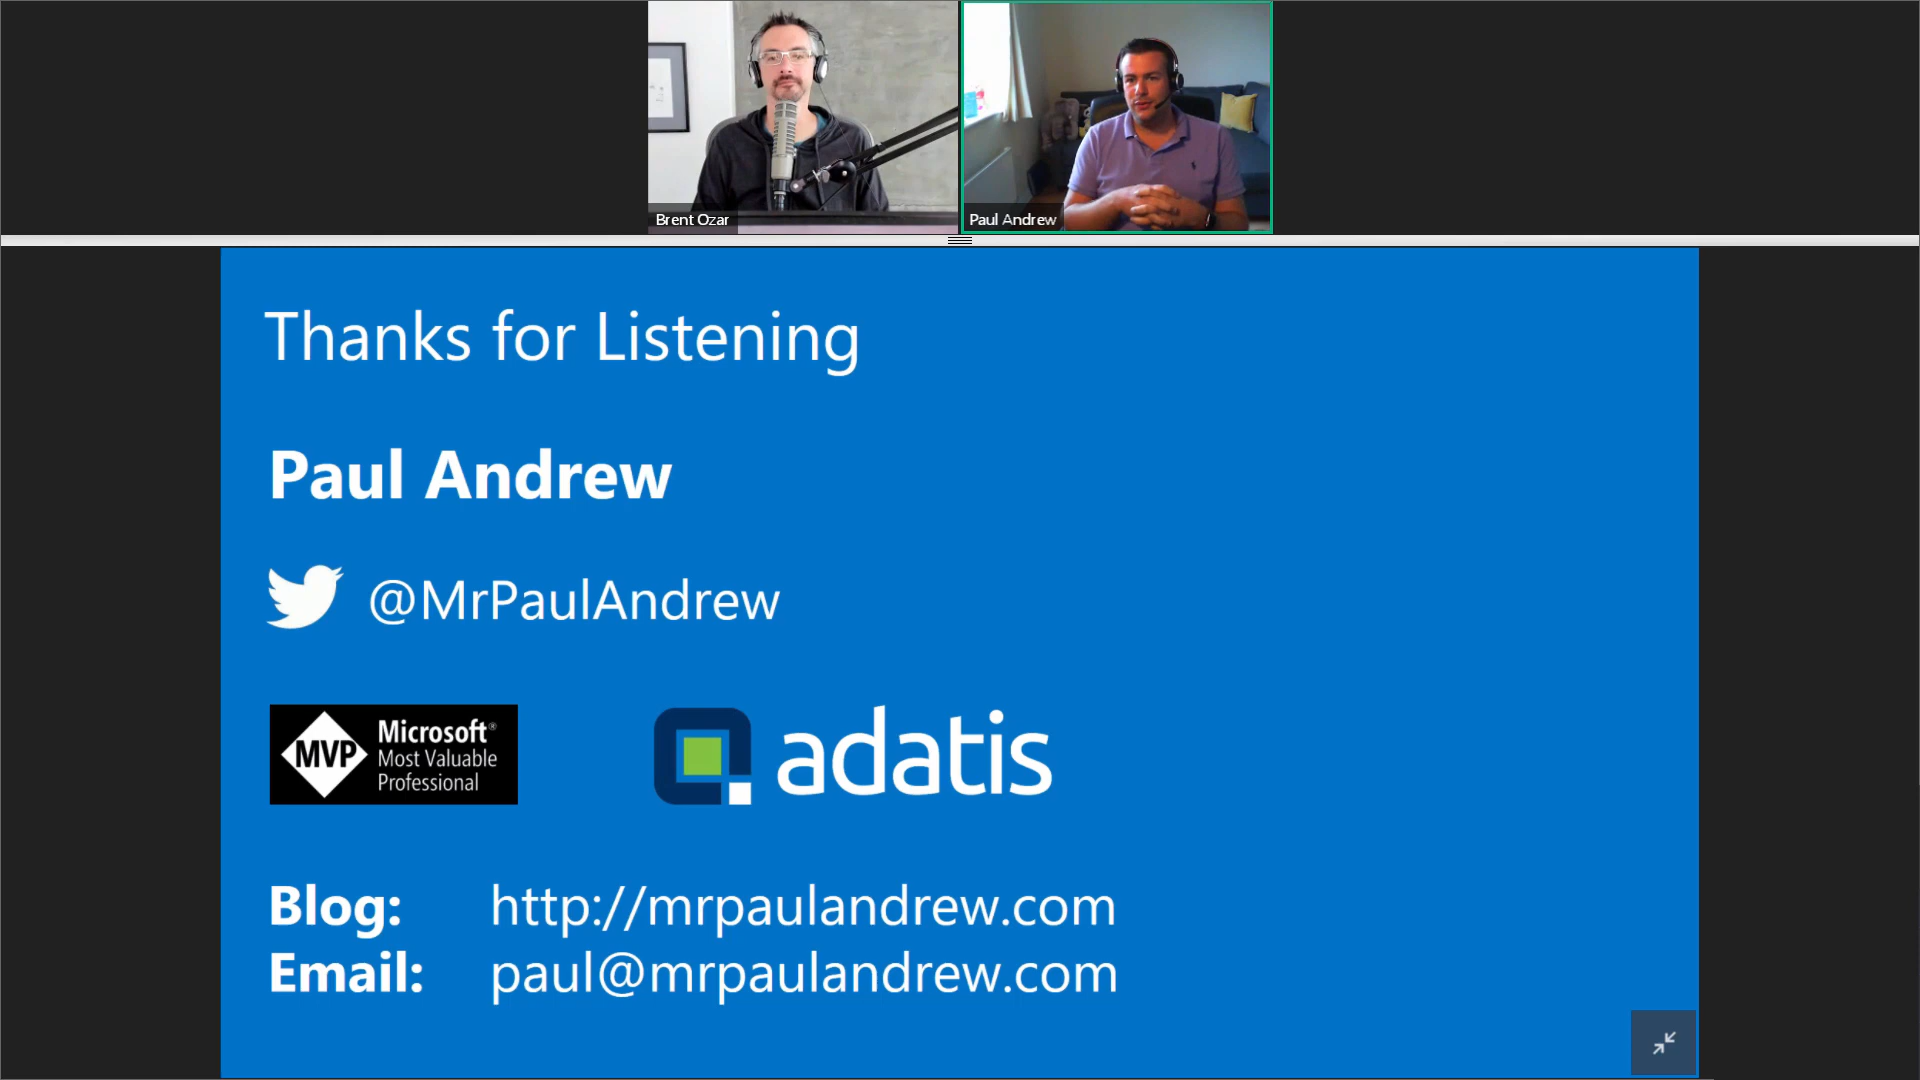 Brent Ozar
Paul Andrew
Thanks for Listening
Paul Andrew
@MrPaulAndrew
MVP
Microsoft®
Most Valuable
Professional
adatis
Blog: http://mrpaulandrew.com
Email: paul@mrpaulandrew.com